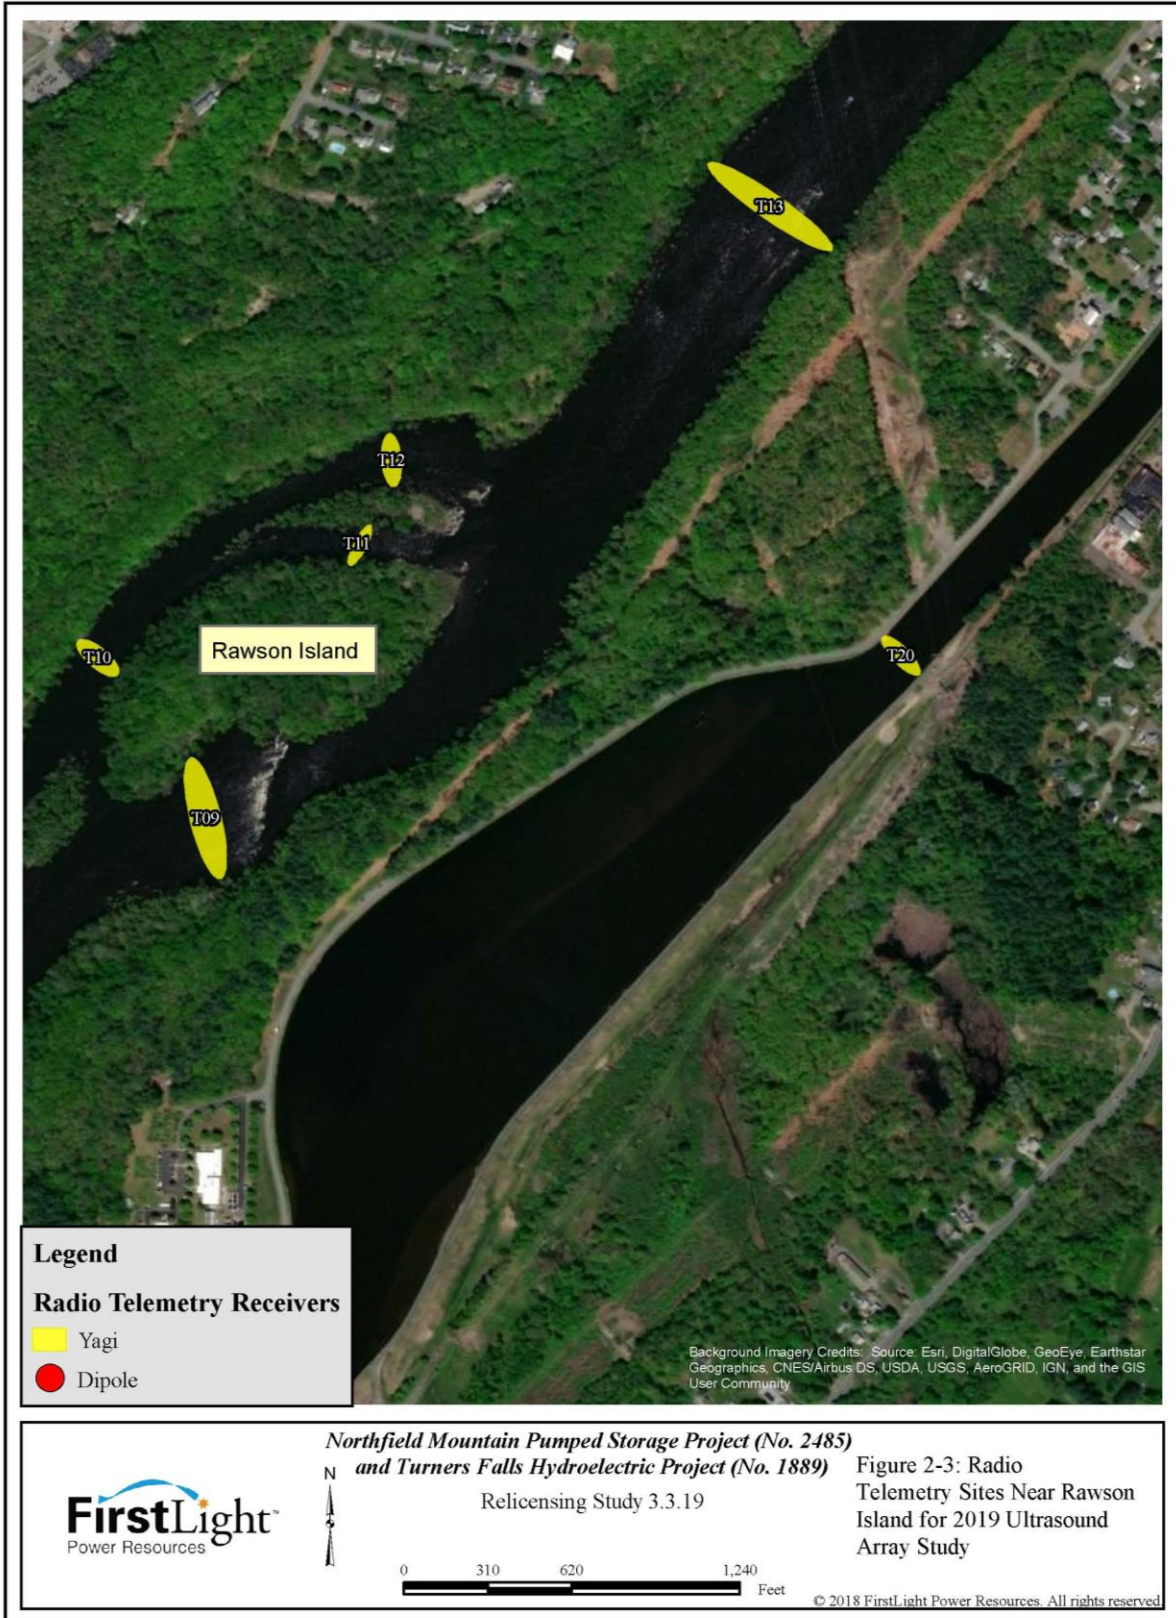 T13
T12
T11
Rawson Island
T10
T20
T09
Legend
Radio Telemetry Receivers
Yagi
Dipole
Background Imagery Credits: Source: Esri, DigitalGlobe, GeoEye, Earthstar
Geographics, CNES/Airbus DS, USDA, USGS, AeroGRID, IGN, and the GIS
User Community
FirstLight™
Power Resources
N
Northfield Mountain Pumped Storage Project (No. 2485)
and Turners Falls Hydroelectric Project (No. 1889)
Relicensing Study 3.3.19
0 310 620 1,240
Feet
Figure 2-3: Radio
Telemetry Sites Near Rawson
Island for 2019 Ultrasound
Array Study
© 2018 FirstLight Power Resources. All rights reserved.